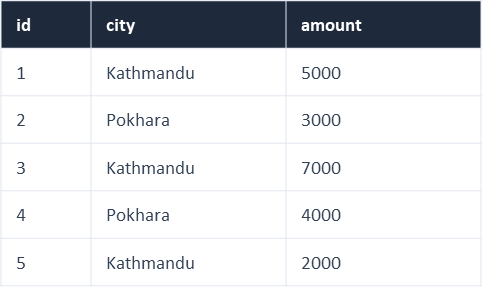 id city amount
1 Kathmandu 5000
2 Pokhara 3000
3 Kathmandu 7000
4 Pokhara 4000
5 Kathmandu 2000